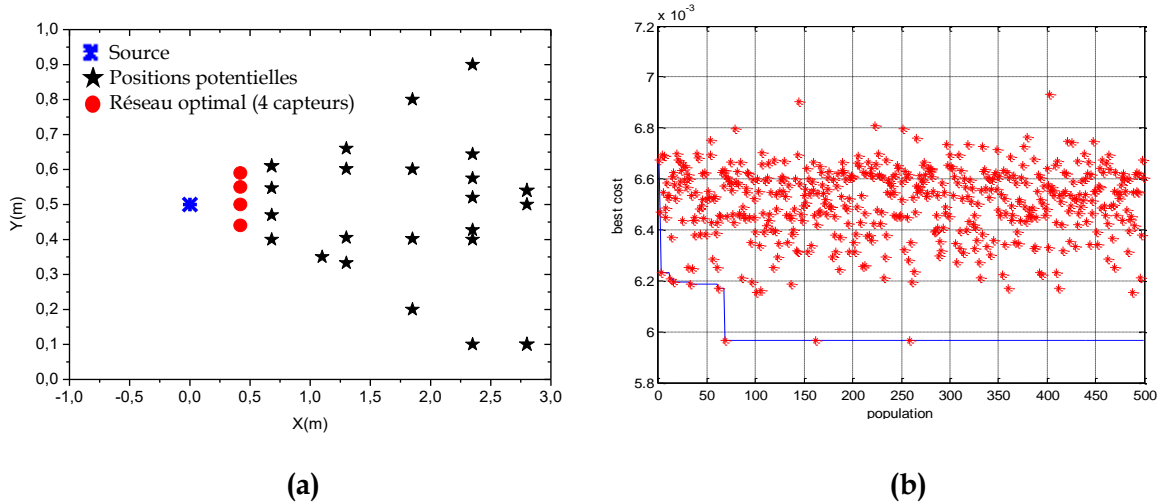 1,0
0,9
0,8
0,7
0,6
0,5
0,4
0,3
0,2
0,1
0,0
Y(m)
Source
Positions potentielles
Réseau optimal (4 capteurs)
-1,0 -0,5 0,0 0,5 1,0 1,5 2,0 2,5 3,0
X(m)
(a)
x 10⁻³
7.2
7
6.8
6.6
6.4
6.2
6
5.8
best cost
0 50 100 150 200 250 300 350 400 450 500
population
(b)